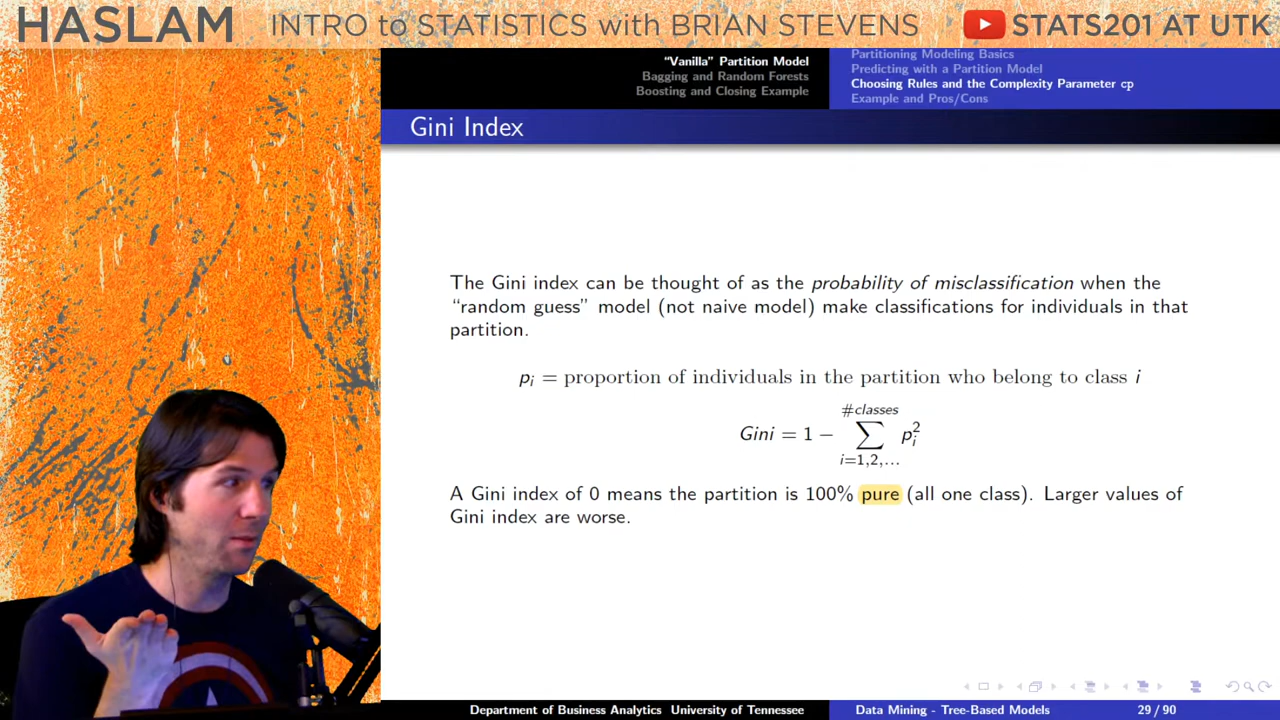 HASLAM INTRO to STATISTICS with BRIAN STEVENS STATS201 AT UTK
"Vanilla" Partition Model
Bagging and Random Forests
Boosting and Closing Example
Partitioning Modeling Basics
Predicting with a Partition Model
Choosing Rules and the Complexity Parameter cp
Example and Pros/Cons
Gini Index
The Gini index can be thought of as the probability of misclassification when the
“random guess” model (not naive model) make classifications for individuals in that
partition.
p_i = proportion of individuals in the partition who belong to class i
Gini = 1 − ∑_{i=1,2,...}^{#classes} p_i^2
A Gini index of 0 means the partition is 100% pure (all one class). Larger values of
Gini index are worse.
Department of Business Analytics University of Tennessee Data Mining - Tree-Based Models 29 / 90